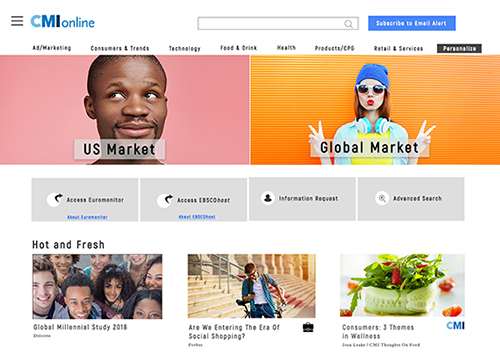 CMIonline
Subscribe to Email Alert
Ad/Marketing Consumers & Trends Technology Food & Drink Health Products/CPG Retail & Services Personalize
US Market Global Market
Access Euromonitor Access EBSCOhost Information Request Advanced Search
About Euromonitor About EBSCOhost
Hot and Fresh
CMI
Global Millennial Study 2018 Are We Entering The Era Of Consumers: 3 Themes
Deloitte Social Shopping? in Wellness
Forbes Joan Leake | CMI Thoughts On Food